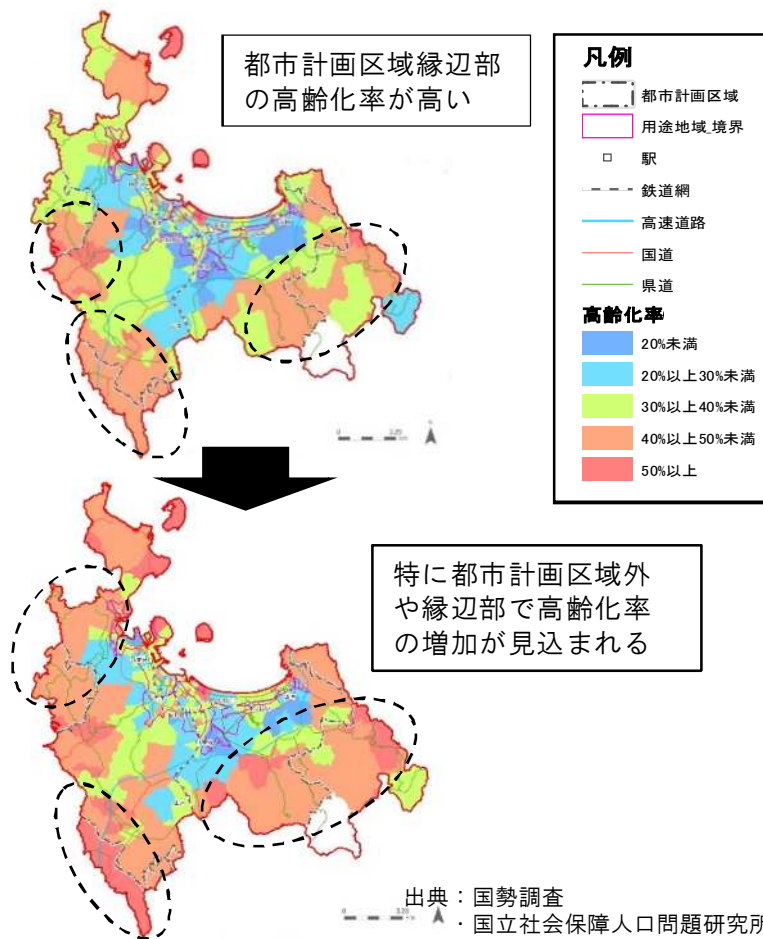 都市計画区域縁辺部
の高齢化率が高い
凡例
都市計画区域
用途地域_境界
駅
鉄道網
高速道路
国道
県道
高齢化率
20%未満
20%以上30%未満
30%以上40%未満
40%以上50%未満
50%以上
特に都市計画区域外
や縁辺部で高齢化率
の増加が見込まれる
出典：国勢調査
・国立社会保障人口問題研究所